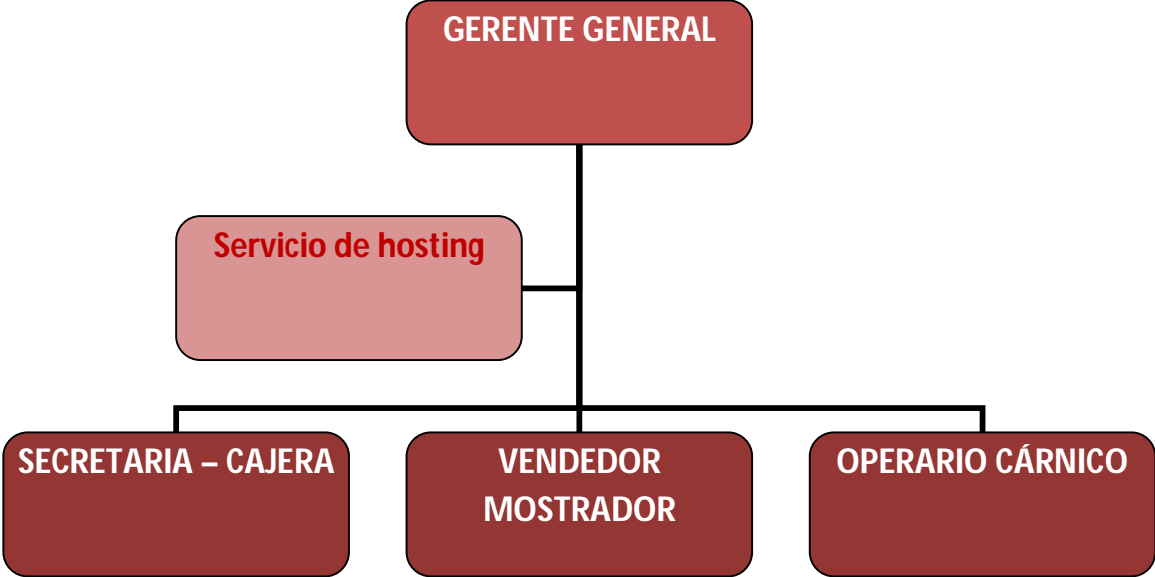 GERENTE GENERAL
Servicio de hosting
SECRETARIA – CAJERA
VENDEDOR
MOSTRADOR
OPERARIO CÁRNICO